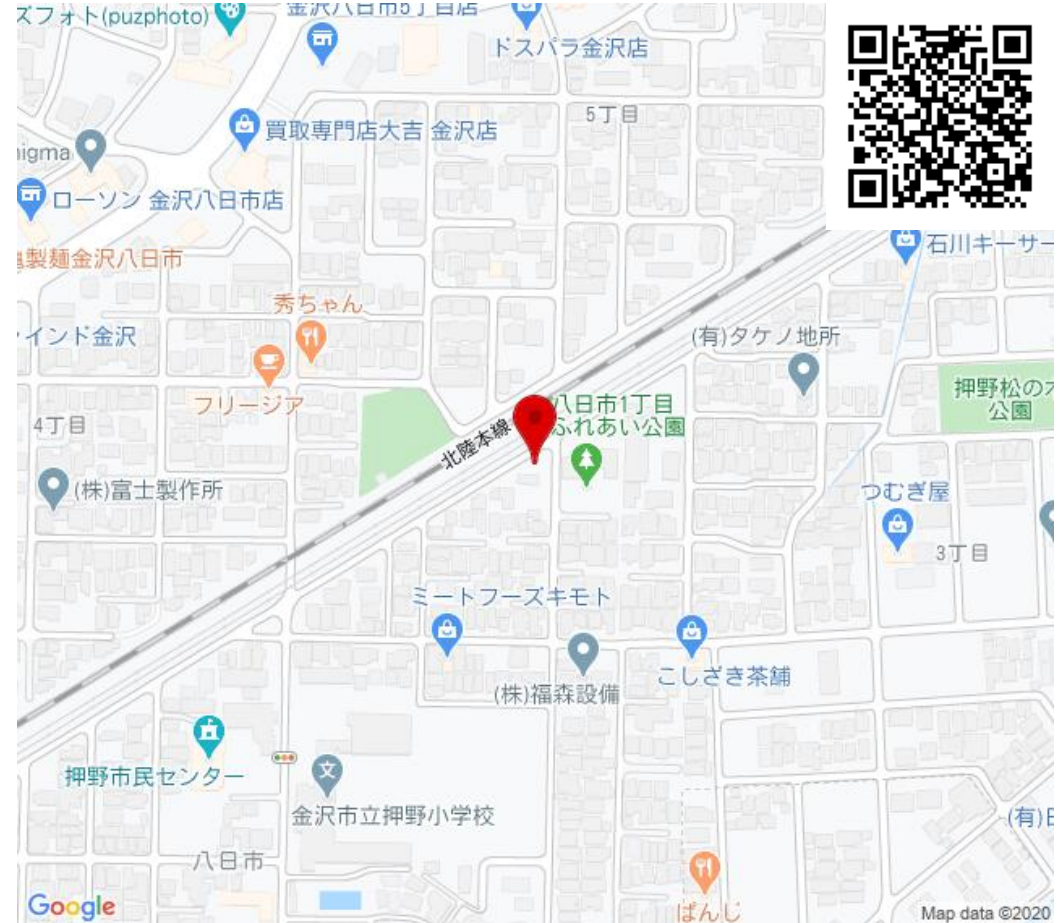 ズフォト(puzphoto)
金沢八日市5丁目店
ドスパラ金沢店
5丁目
買取専門店大吉 金沢店
igma
ローソン 金沢八日市店
製麺金沢八日市
石川キーサー
秀ちゃん
インド金沢
(有)タケノ地所
フリージア
八日市1丁目
ふれあい公園
押野松の木
公園
4丁目
北陸本線
(株)富士製作所
つむぎ屋
3丁目
ミートフーズキモト
(株)福森設備
こしざき茶舗
押野市民センター
文
金沢市立押野小学校
(有)日
八日市
ばんじ
Google
Map data ©2020